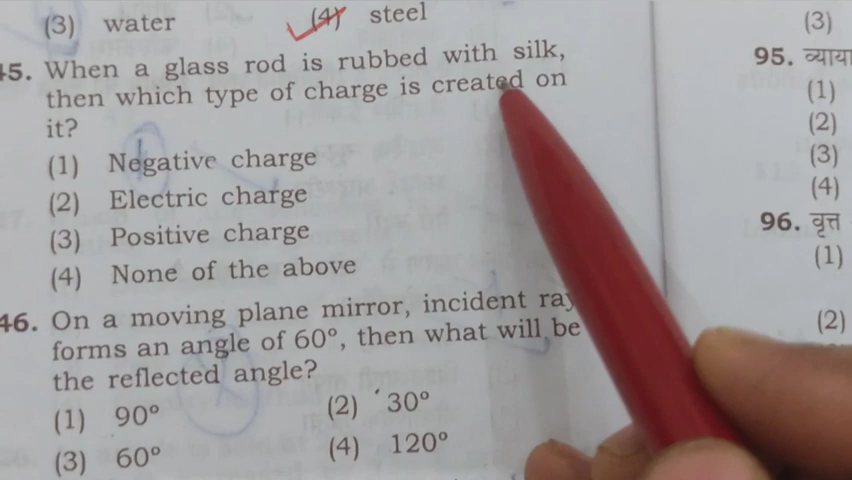 (3) water (4) steel
45. When a glass rod is rubbed with silk,
then which type of charge is created on
it?
(1) Negative charge
(2) Electric charge
(3) Positive charge
(4) None of the above
46. On a moving plane mirror, incident ray
forms an angle of 60°, then what will be
the reflected angle?
(1) 90° (2) 30°
(3) 60° (4) 120°
(3)
95. व्याया
(1)
(2)
(3)
(4)
96. वृत्त
(1)
(2)